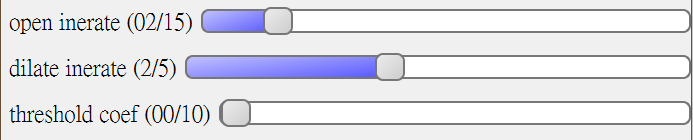 open inerate (02/15)
dilate inerate (2/5)
threshold coef (00/10)